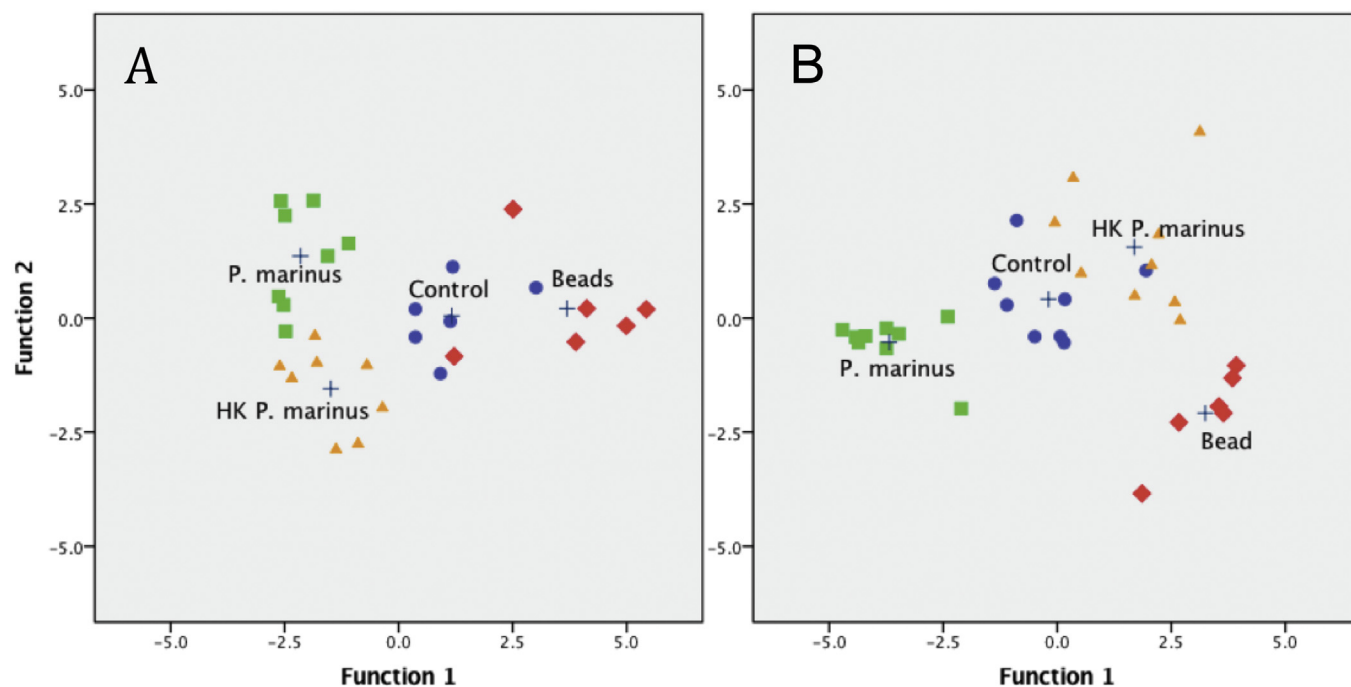 A
B
5.0
2.5
0.0
-2.5
-5.0
5.0
2.5
0.0
-2.5
-5.0
Function 2
P. marinus
HK P. marinus
Control
Beads
HK P. marinus
Control
P. marinus
Bead
-5.0 -2.5 0.0 2.5 5.0
-5.0 -2.5 0.0 2.5 5.0
Function 1
Function 1